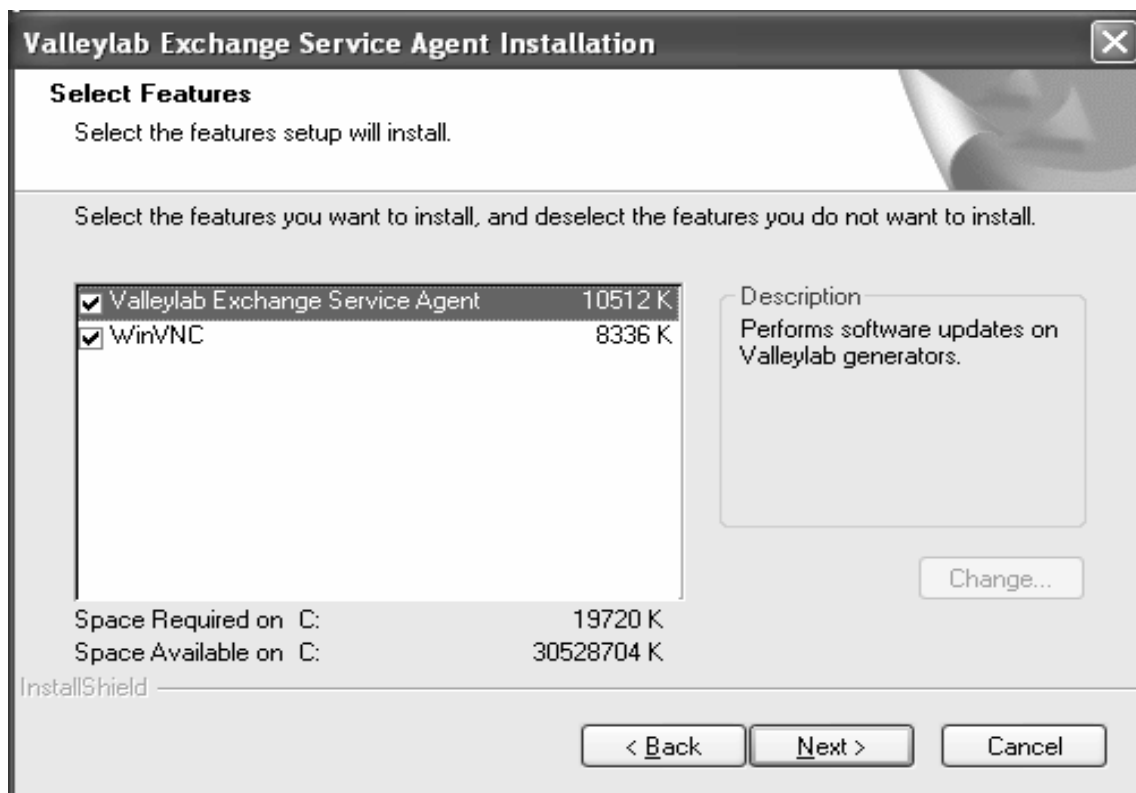 Valleylab Exchange Service Agent Installation
Select Features
Select the features setup will install.
Select the features you want to install, and deselect the features you do not want to install.
Valleylab Exchange Service Agent 10512 K
WinVNC 8336 K
Description
Performs software updates on
Valleylab generators.
Change...
Space Required on C: 19720 K
Space Available on C: 30528704 K
InstallShield
< Back Next > Cancel